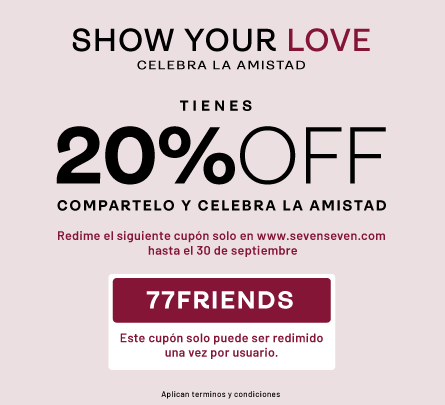 SHOW YOUR LOVE
CELEBRA LA AMISTAD
TIENES
20%OFF
COMPARTELO Y CELEBRA LA AMISTAD
Redime el siguiente cupón solo en www.sevenseven.com
hasta el 30 de septiembre
77FRIENDS
Este cupón solo puede ser redimido
una vez por usuario.
Aplican terminos y condiciones